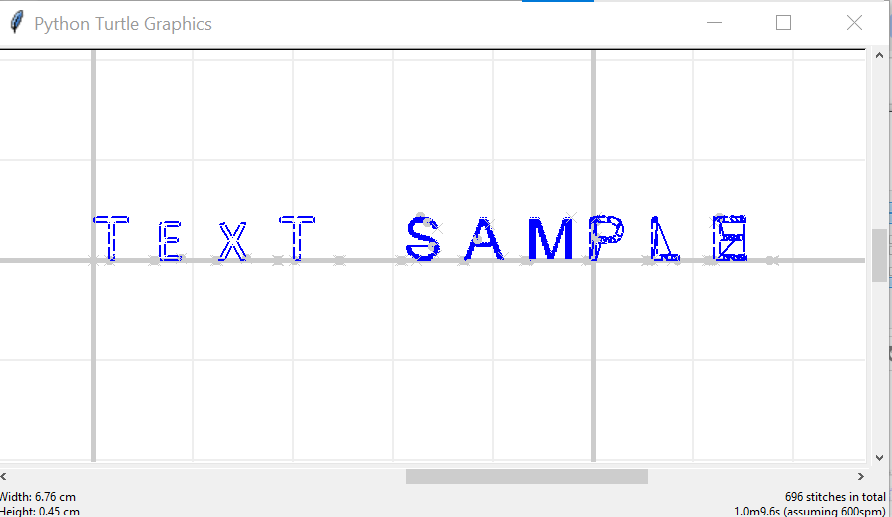 Python Turtle Graphics
TEXT SAMPLE
Width: 6.76 cm
696 stitches in total
Height: 0.45 cm
1.0m9.6s (assuming 600spm)